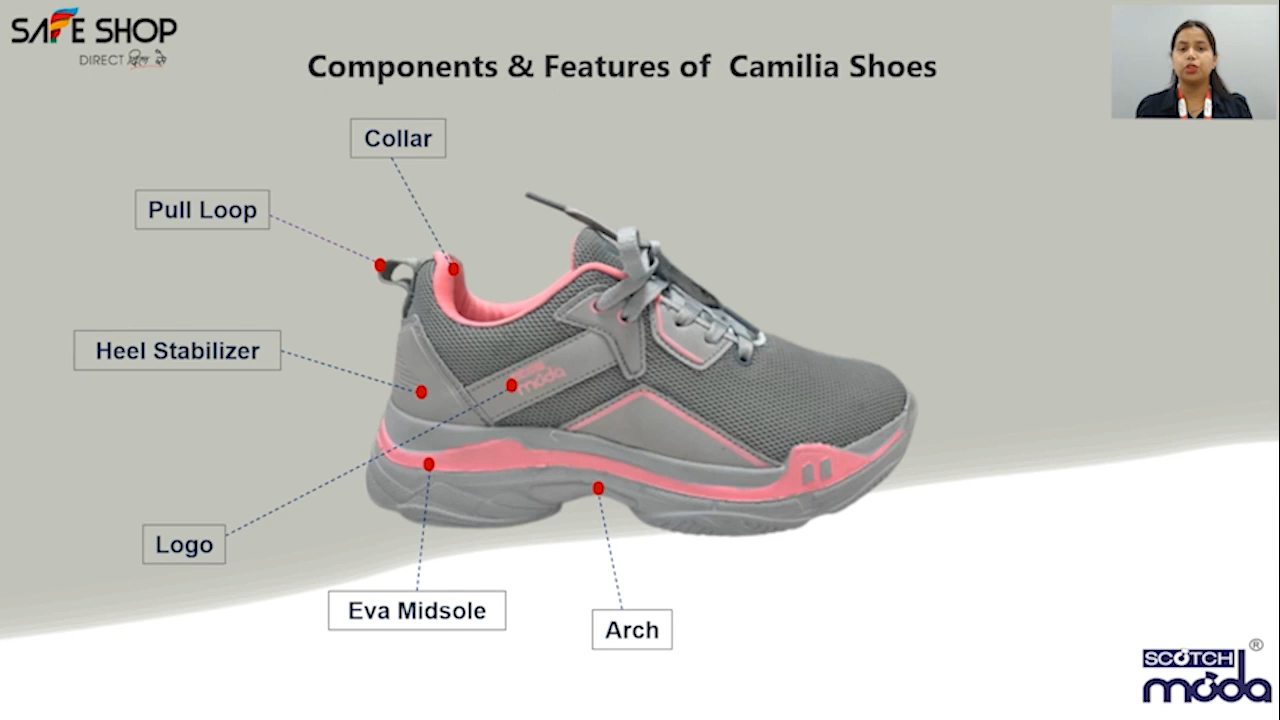 SAFE SHOP
DIRECT दिल से
Components & Features of Camilia Shoes
Collar
Pull Loop
Heel Stabilizer
moda
Logo
Eva Midsole
Arch
SCOTCH ®
moda